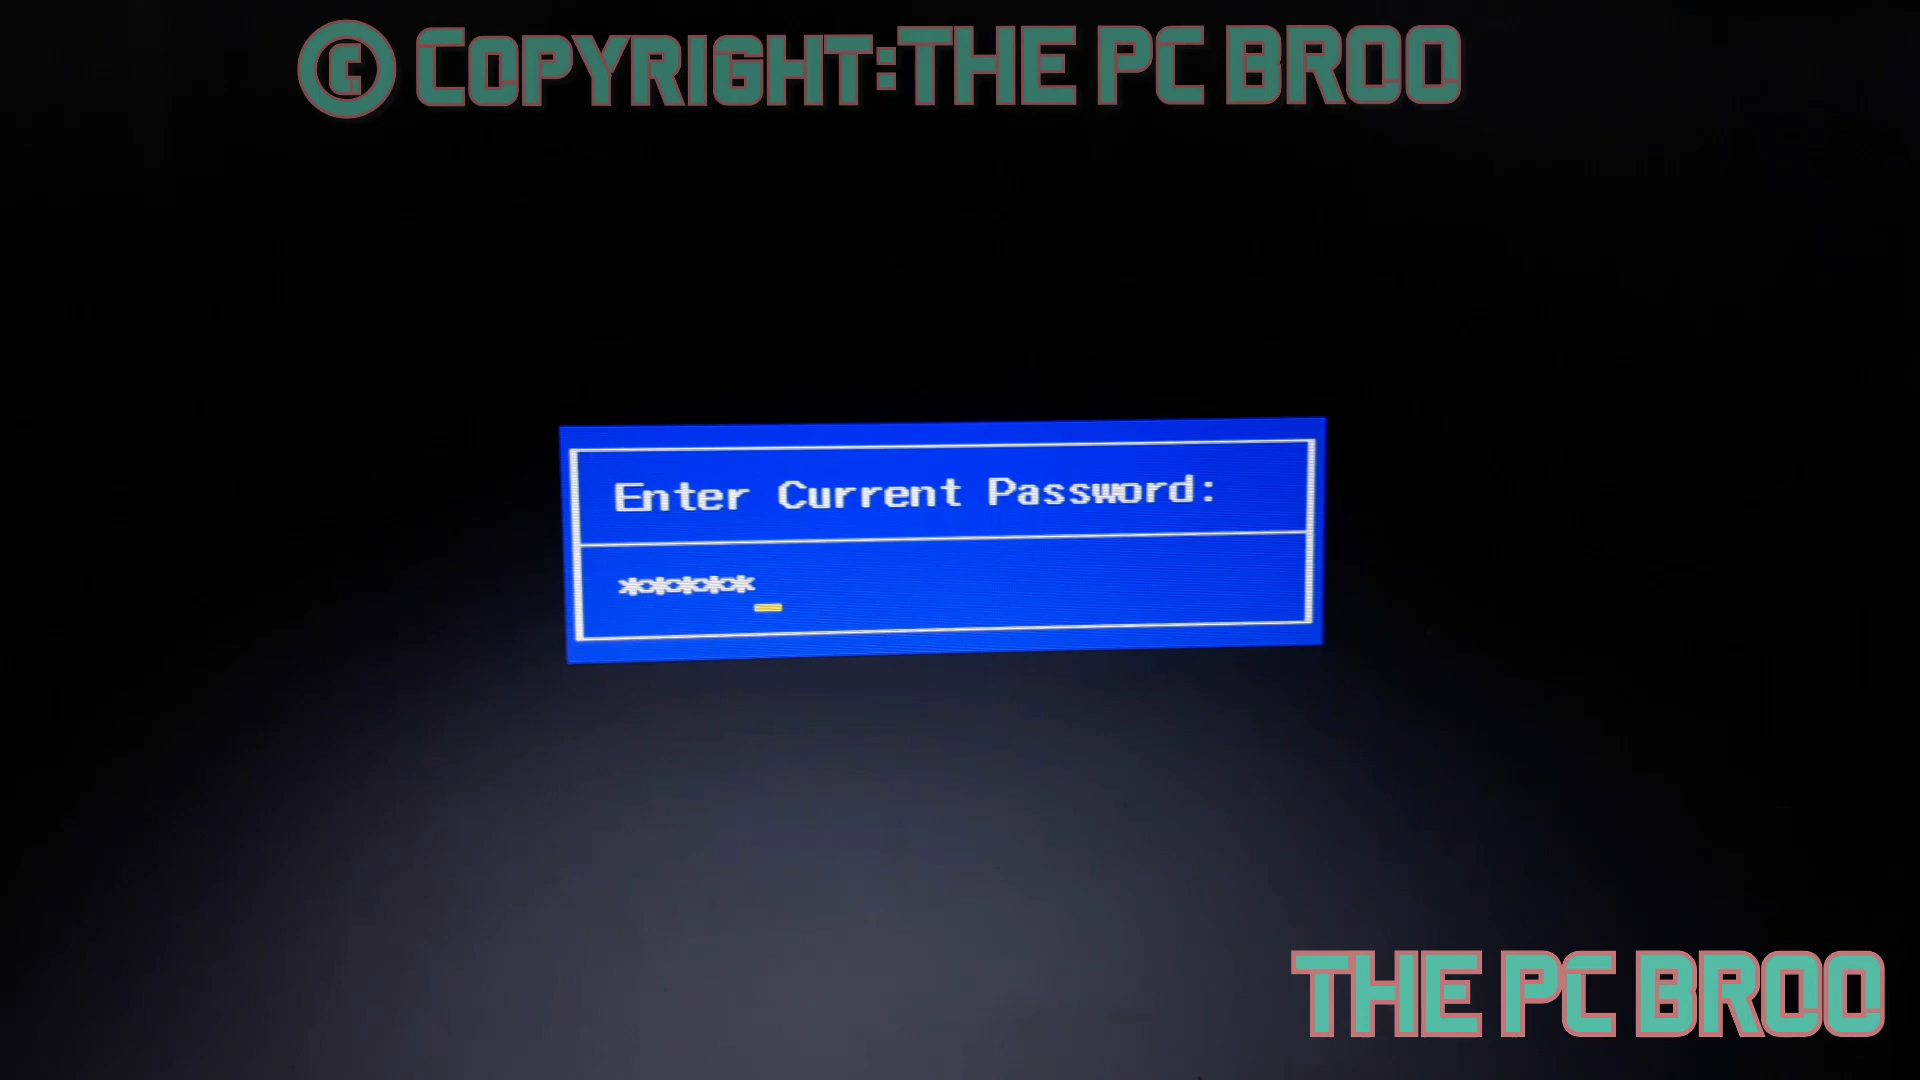 © Copyright:THE PC BROO
Enter Current Password:
*****
THE PC BROO